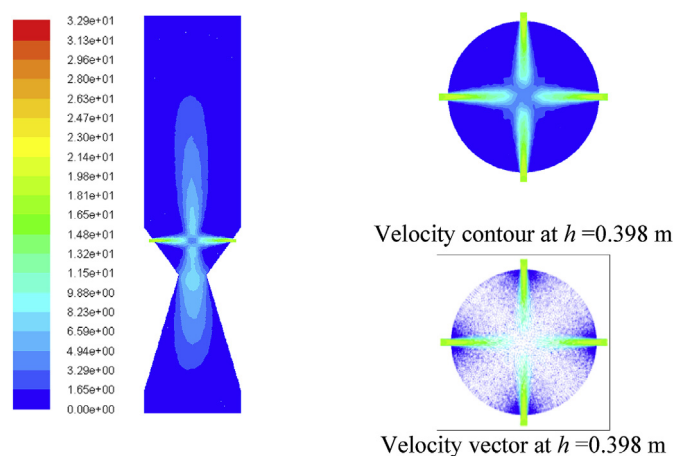 3.29e+01
3.13e+01
2.96e+01
2.80e+01
2.63e+01
2.47e+01
2.30e+01
2.14e+01
1.98e+01
1.81e+01
1.65e+01
1.48e+01
1.32e+01
1.15e+01
9.88e+00
8.23e+00
6.59e+00
4.94e+00
3.29e+00
1.65e+00
0.00e+00
Velocity contour at h =0.398 m
Velocity vector at h =0.398 m